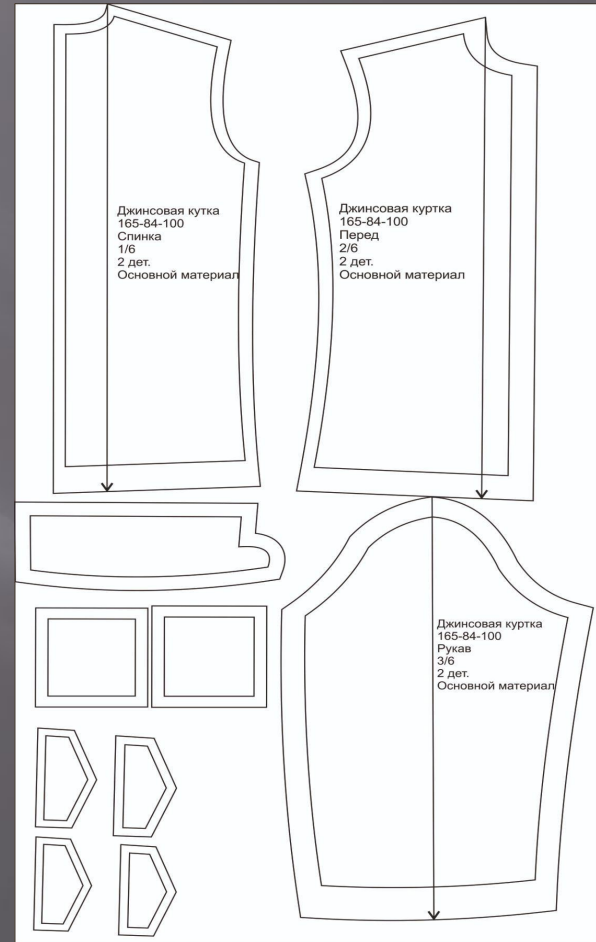 Джинсовая кутка
165-84-100
Спинка
1/6
2 дет.
Основной материал
Джинсовая куртка
165-84-100
Перед
2/6
2 дет.
Основной материал
Джинсовая куртка
165-84-100
Рукав
3/6
2 дет.
Основной материал